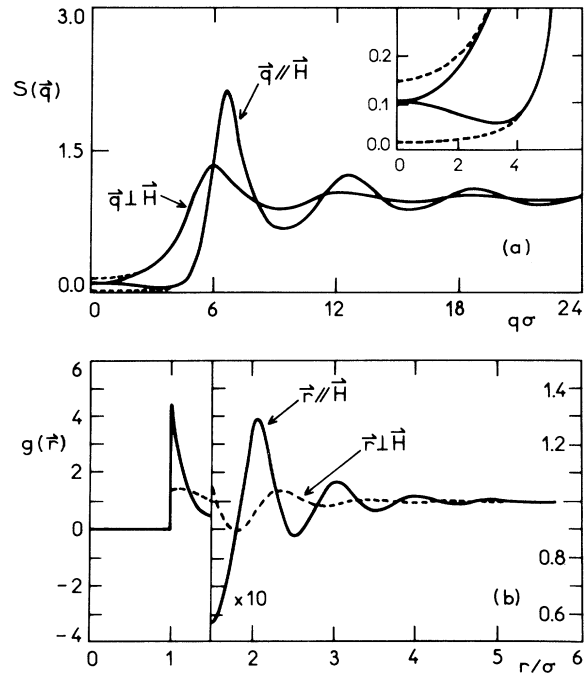 3.0
S(q⃗)
1.5
0.0
q⃗ // H⃗
q⃗ ⊥ H⃗
0.2
0.1
0.0
0 2 4
(a)
0 6 12 18 24
qσ
6
4
g(r⃗)
2
0
-2
-4
r⃗ // H⃗
r⃗ ⊥ H⃗
1.4
1.2
1.0
0.8
0.6
x10
(b)
0 1 2 3 4 5 6
r/σ